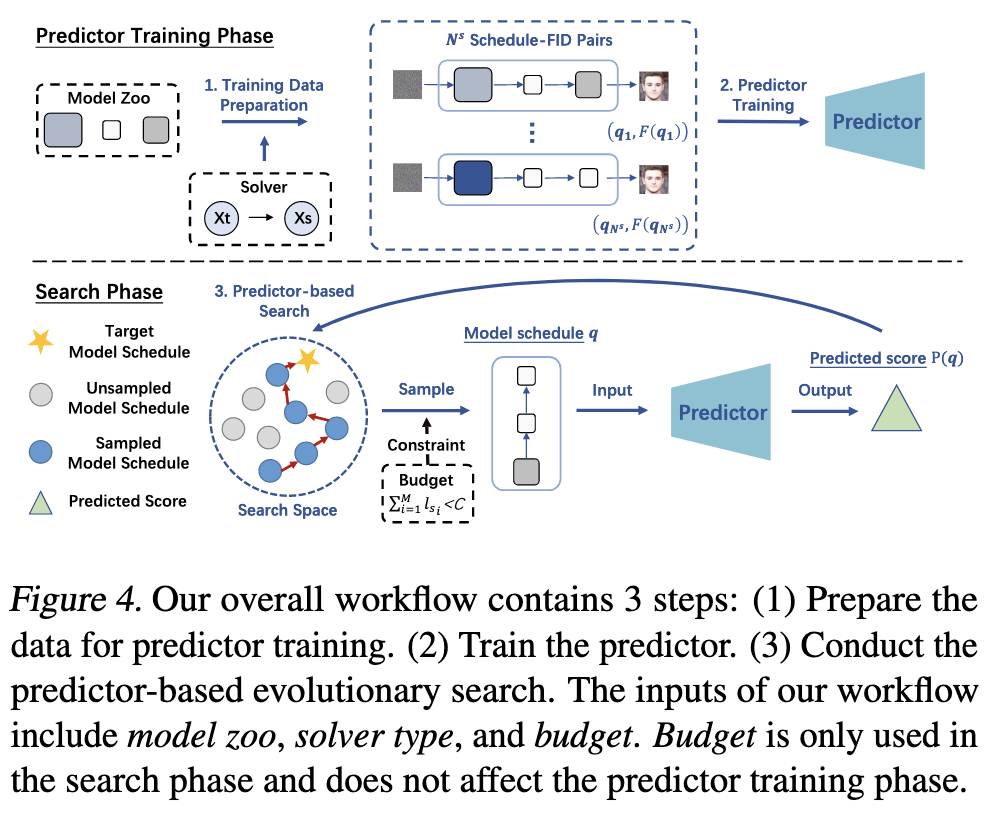 Predictor Training Phase
Model Zoo
1. Training Data
Preparation
Solver
Xt
Xs
Nˢ Schedule-FID Pairs
(q₁, F(q₁))
(q_{Nˢ}, F(q_{Nˢ}))
2. Predictor
Training
Predictor
Search Phase
Target
Model Schedule
Unsampled
Model Schedule
Sampled
Model Schedule
Predicted Score
3. Predictor-based
Search
Search Space
Sample
Constraint
Budget
∑_{i=1}^{M} l_{s_i} <C
Model schedule q
Input
Predictor
Output
Predicted score P(q)
Figure 4. Our overall workflow contains 3 steps: (1) Prepare the
data for predictor training. (2) Train the predictor. (3) Conduct the
predictor-based evolutionary search. The inputs of our workflow
include model zoo, solver type, and budget. Budget is only used in
the search phase and does not affect the predictor training phase.